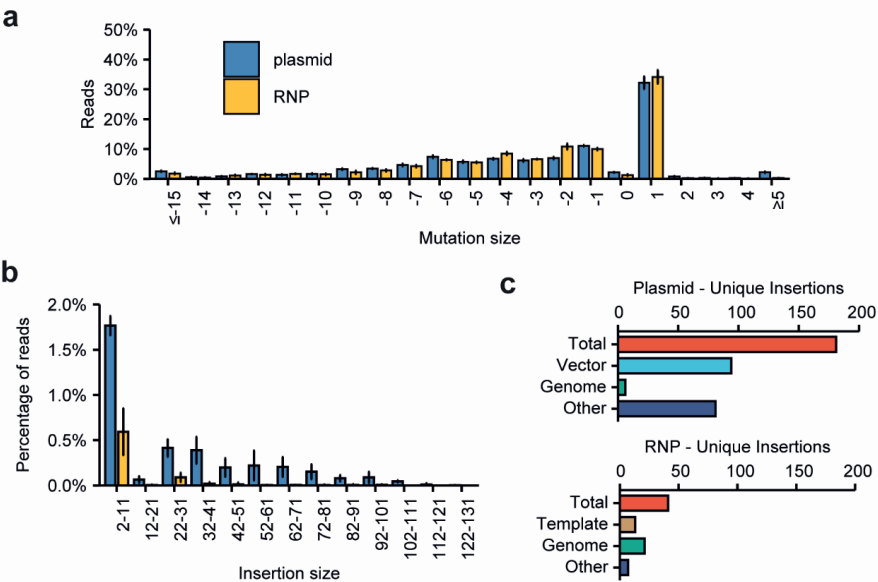 a
50%
40%
30%
20%
10%
0%
Reads
plasmid
RNP
≤-15
-14
-13
-12
-11
-10
-9
-8
-7
-6
-5
-4
-3
-2
-1
0
1
2
3
4
≥5
Mutation size
b
2.0%
1.5%
1.0%
0.5%
0.0%
Percentage of reads
2-11
12-21
22-31
32-41
42-51
52-61
62-71
72-81
82-91
92-101
102-111
112-121
122-131
Insertion size
c
Plasmid - Unique Insertions
0 50 100 150 200
Total
Vector
Genome
Other
RNP - Unique Insertions
0 50 100 150 200
Total
Template
Genome
Other